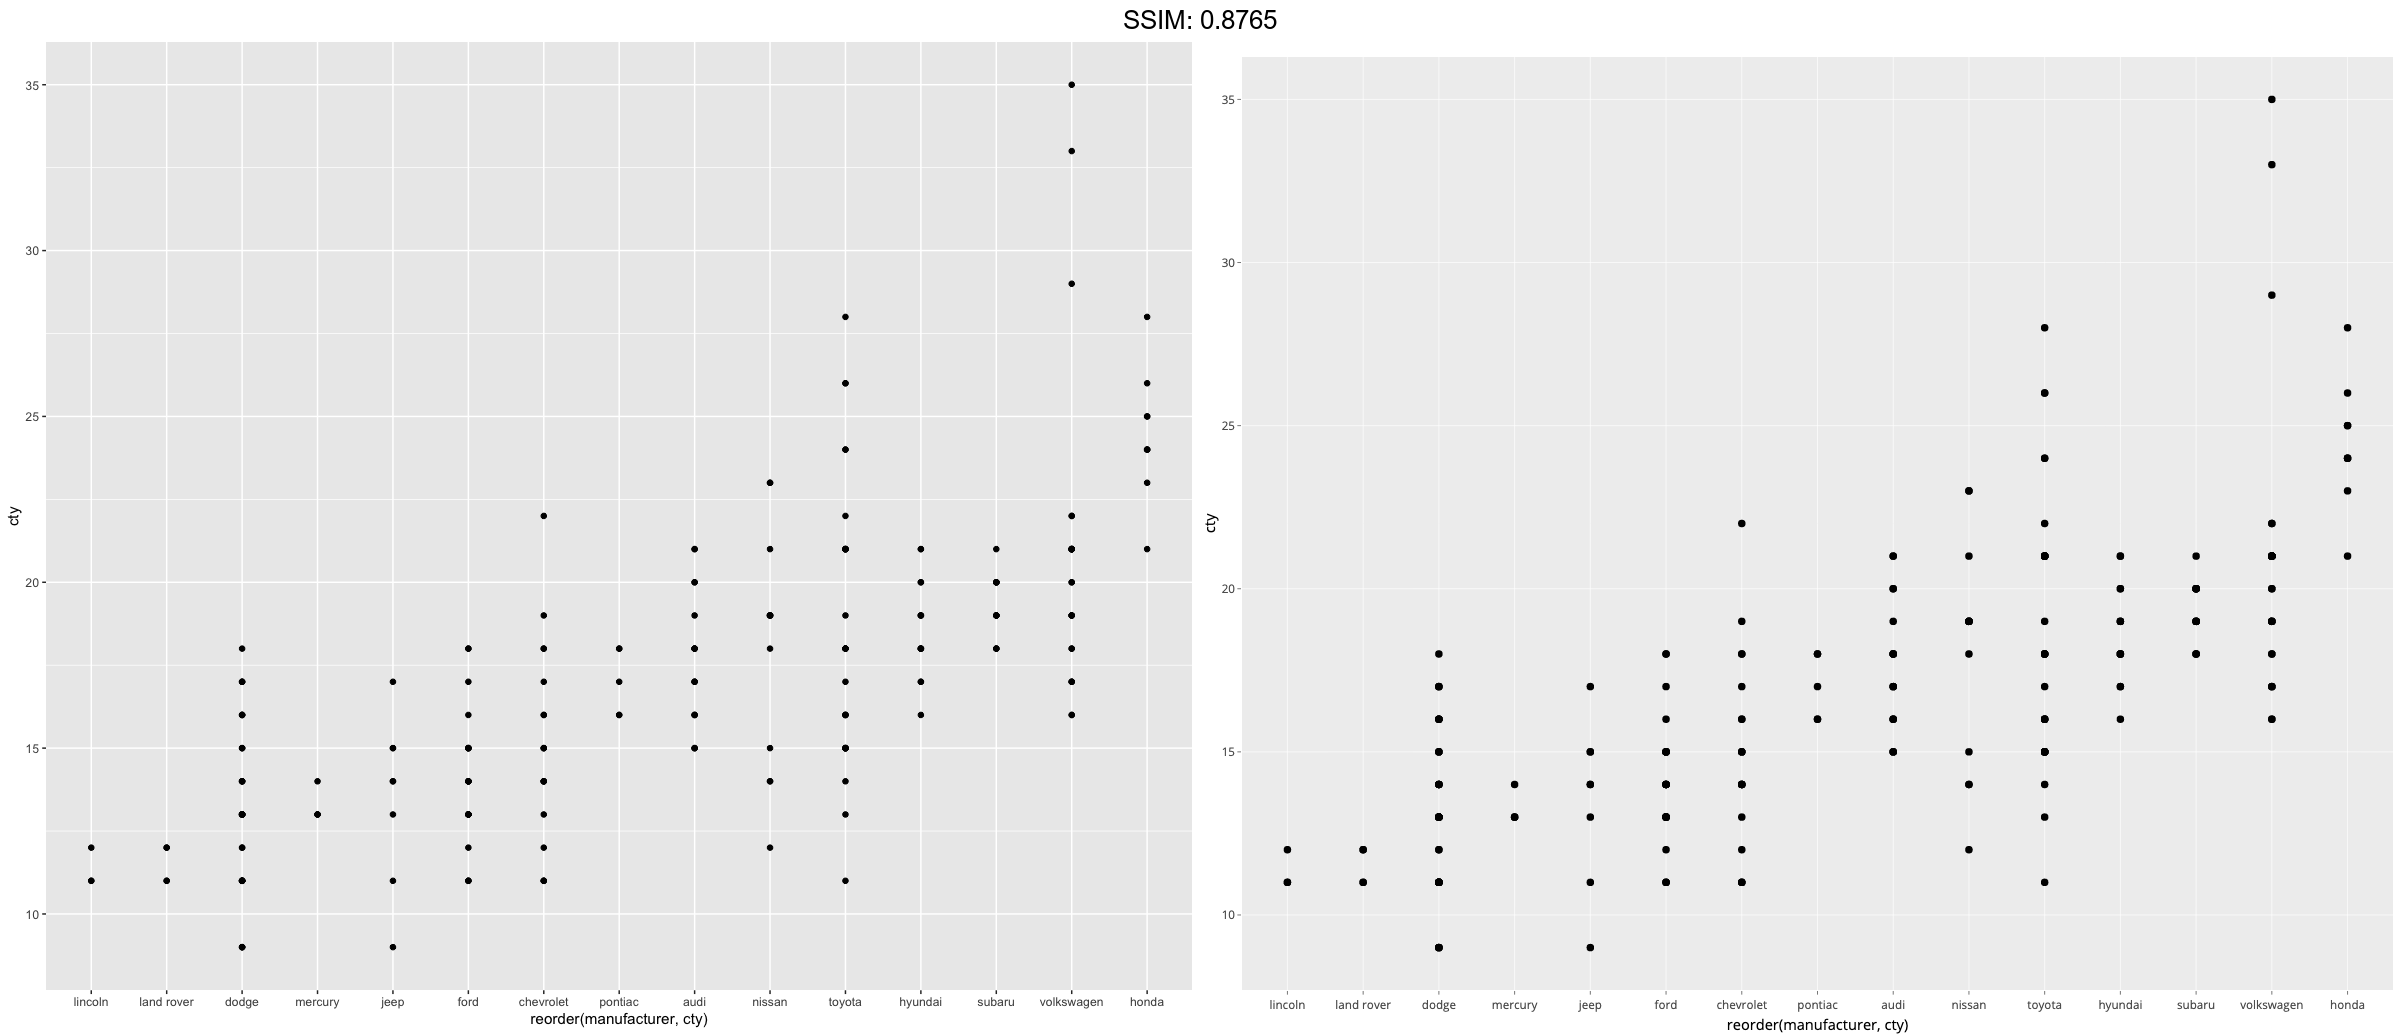 SSIM: 0.8765
35
30
25
20
15
10
cty
lincoln land rover dodge mercury jeep ford chevrolet pontiac audi nissan toyota hyundai subaru volkswagen honda
reorder(manufacturer, cty)
35
30
25
20
15
10
cty
lincoln land rover dodge mercury jeep ford chevrolet pontiac audi nissan toyota hyundai subaru volkswagen honda
reorder(manufacturer, cty)